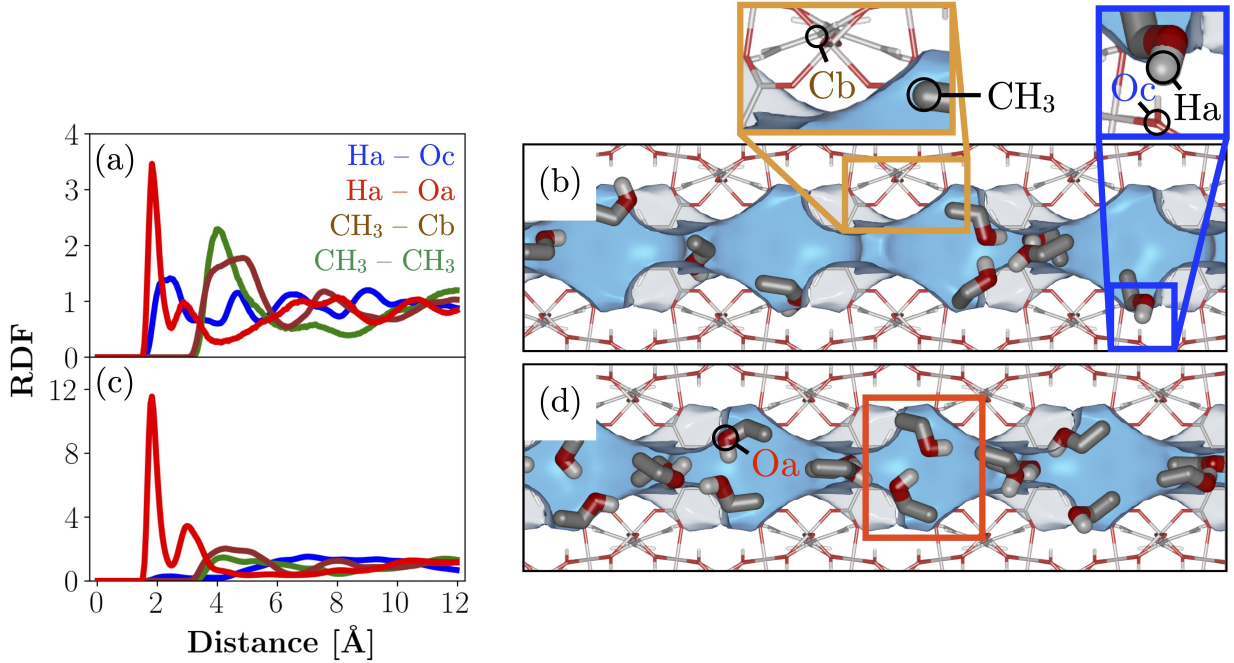 RDF
(a)
4
3
2
1
0
Ha – Oc
Ha – Oa
CH₃ – Cb
CH₃ – CH₃
(c)
12
8
4
0
0 2 4 6 8 10 12
Distance [Å]
Cb
CH₃
Oc
Ha
(b)
(d)
Oa